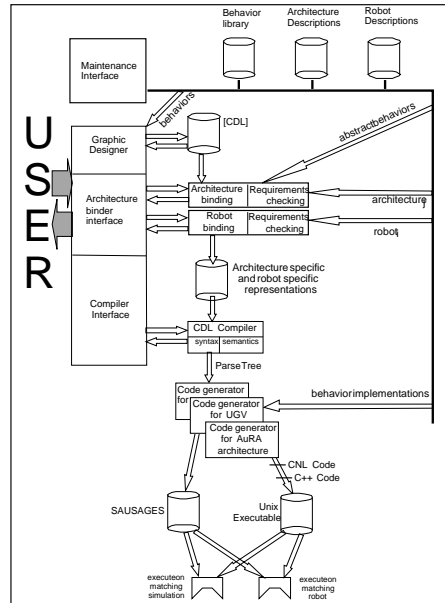 Behavior
library
Architecture
Descriptions
Robot
Descriptions
Maintenance
Interface
behaviors
U
S
E
R
Graphic
Designer
[CDL]
abstractbehaviors
Architecture
binder
interface
Architecture
binding
Requirements
checking
architecturej
Robot
binding
Requirements
checking
robotj
Architecture specific
and robot specific
representations
Compiler
Interface
CDL Compiler
syntax
semantics
ParseTree
Code generator
for
Code generator
for UGV
Code generator
for AuRA
architecture
behavior implementations
CNL Code
C++ Code
SAUSAGES
Unix
Executable
executeon
matching
simulation
executeon
matching
robot